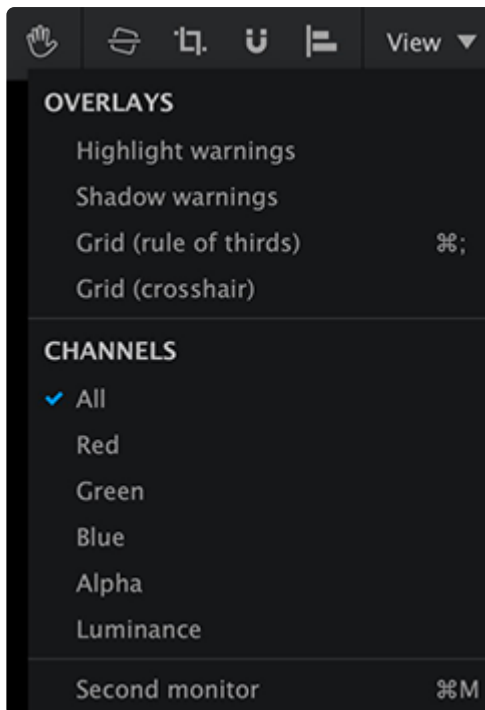 View ▼
OVERLAYS
Highlight warnings
Shadow warnings
Grid (rule of thirds) ⌘;
Grid (crosshair)
CHANNELS
All
Red
Green
Blue
Alpha
Luminance
Second monitor ⌘M